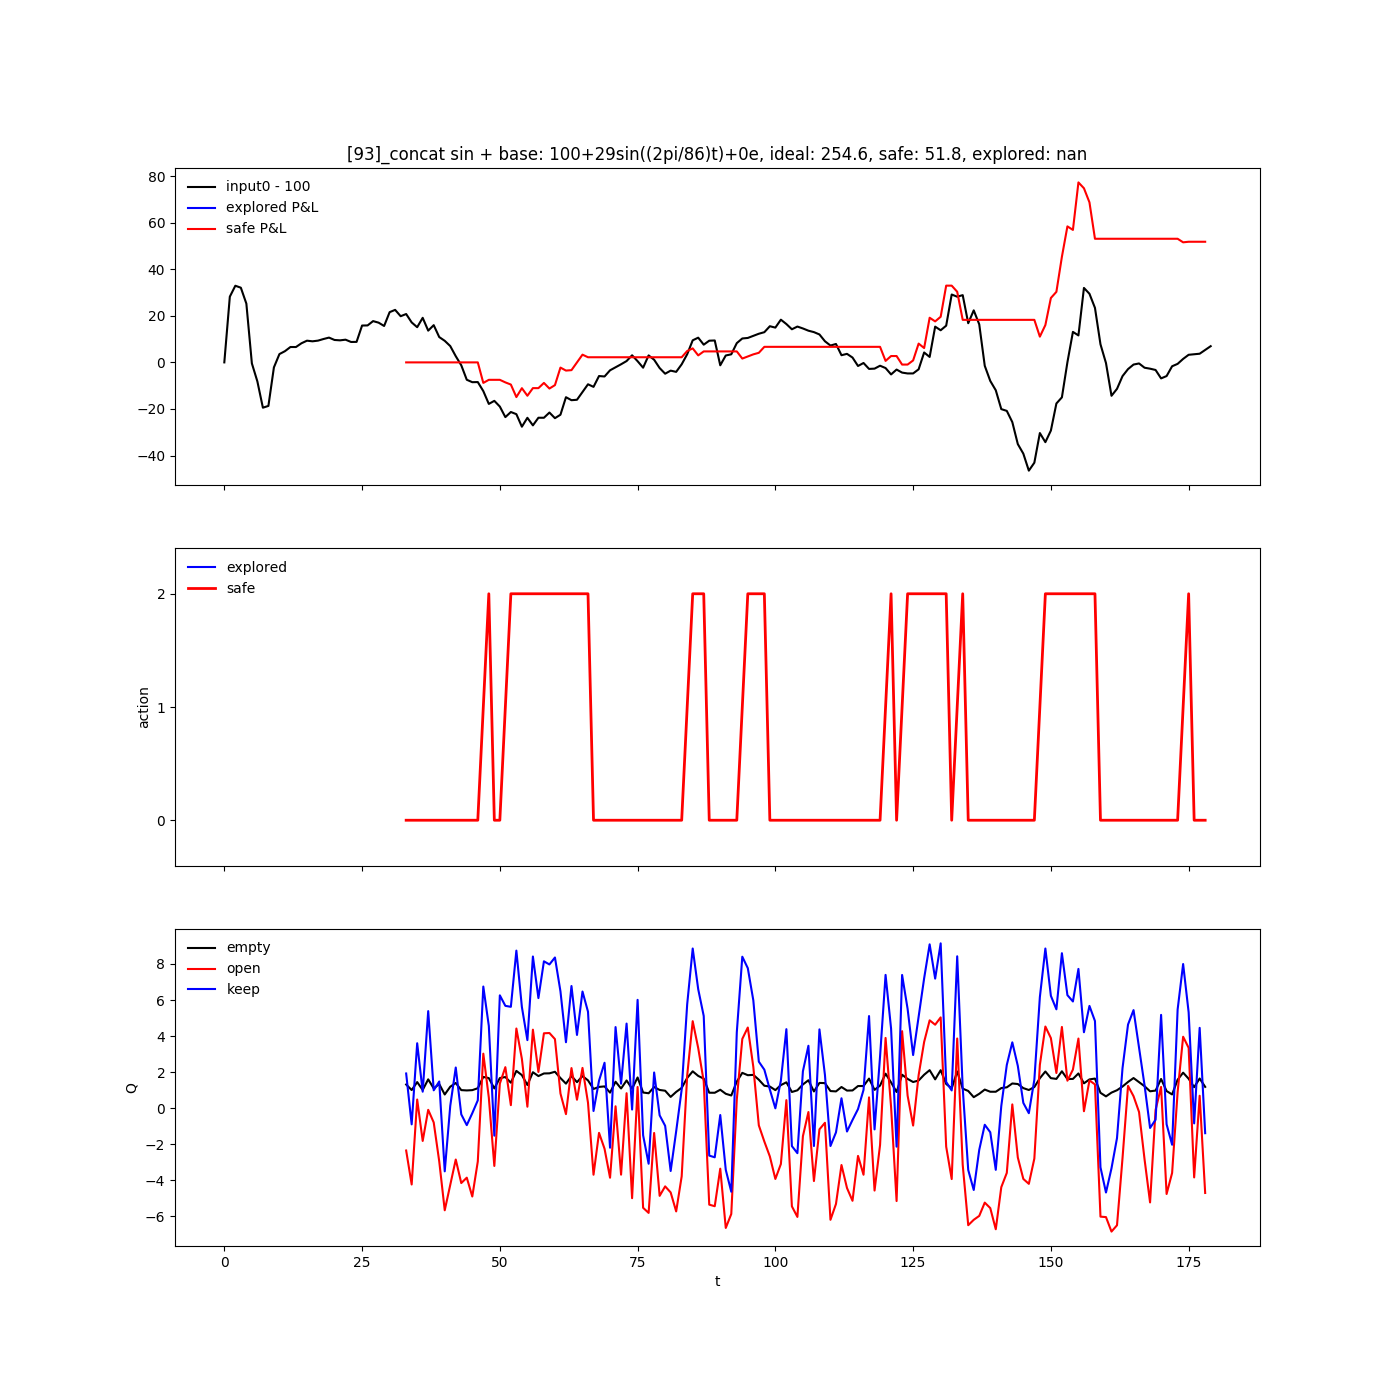 [93]_concat sin + base: 100+29sin((2pi/86)t)+0e, ideal: 254.6, safe: 51.8, explored: nan
80
60
40
20
0
−20
−40
input0 - 100
explored P&L
safe P&L
action
2
1
0
explored
safe
Q
8
6
4
2
0
−2
−4
−6
empty
open
keep
0 25 50 75 100 125 150 175
t